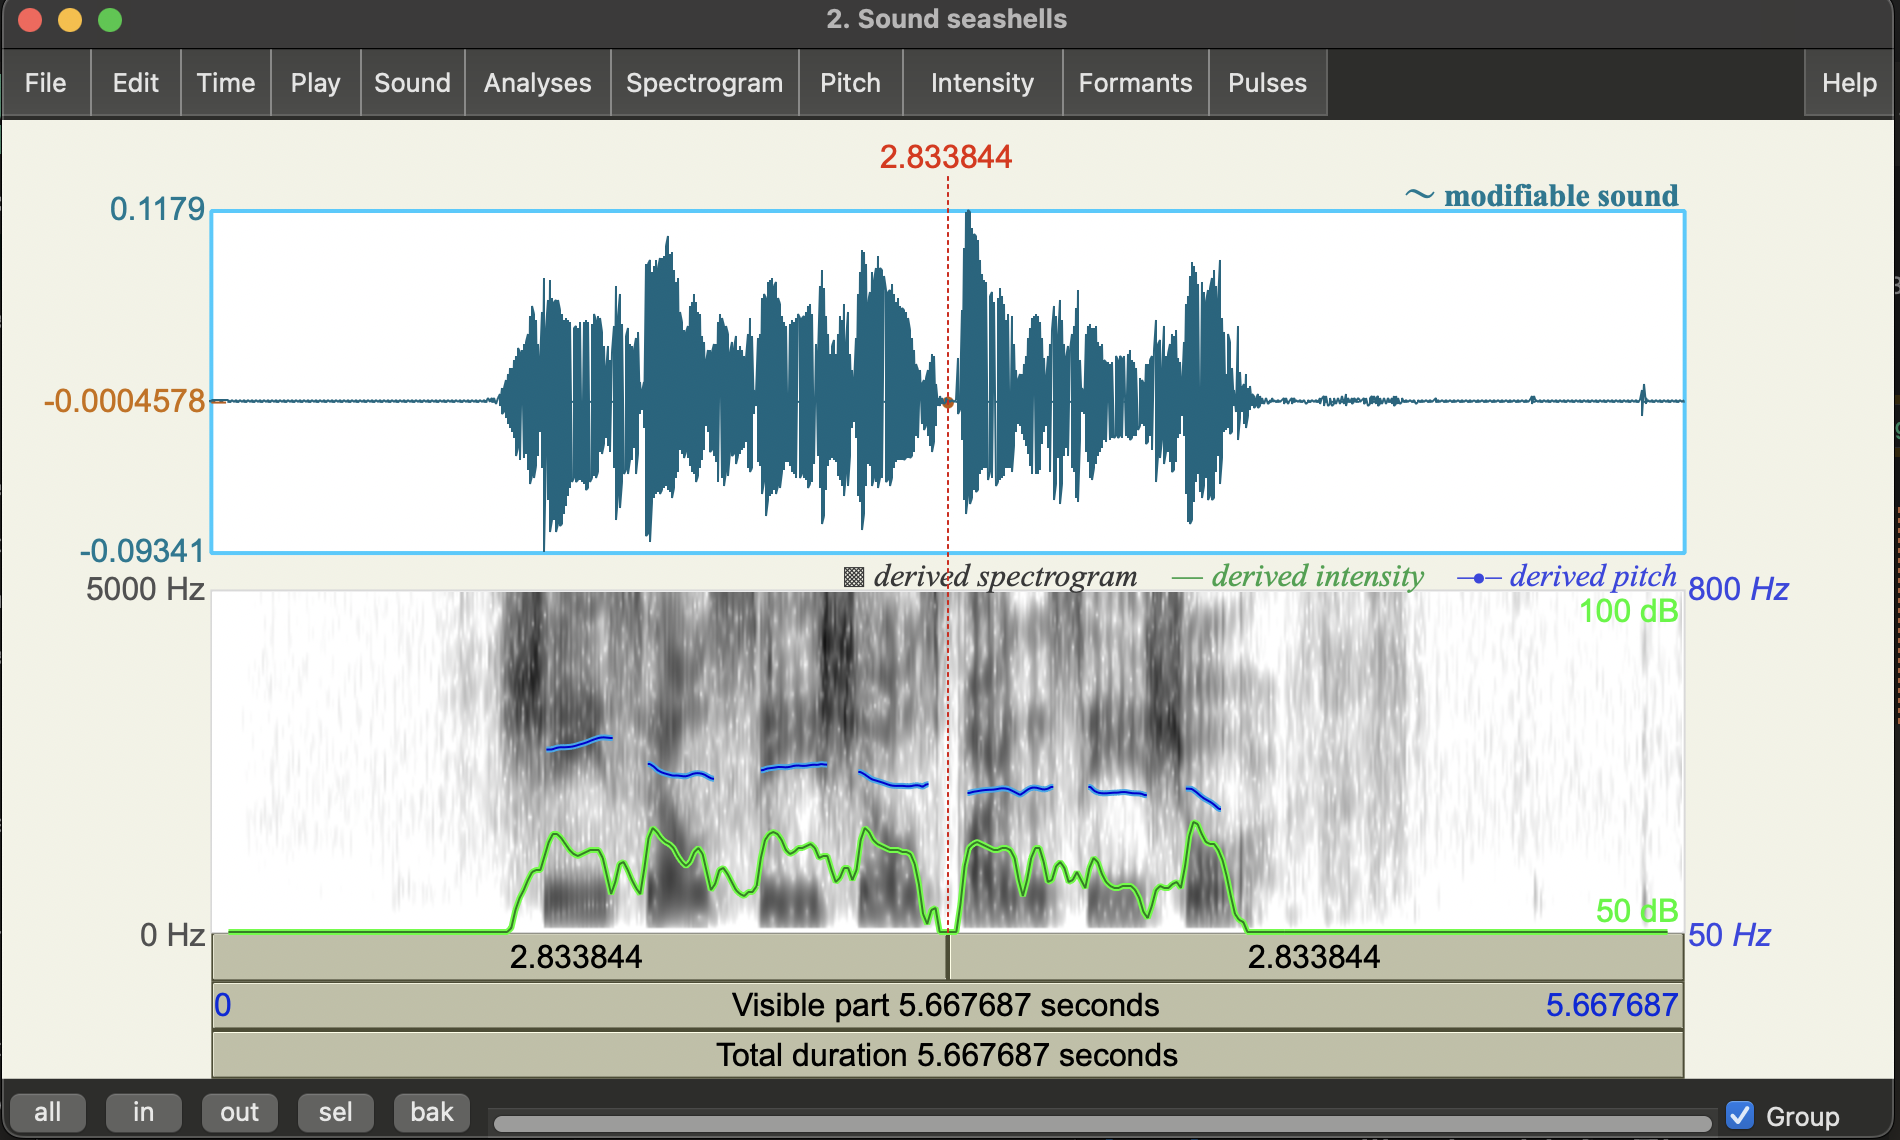 2. Sound seashells
File Edit Time Play Sound Analyses Spectrogram Pitch Intensity Formants Pulses Help
2.833844
0.1179
~ modifiable sound
-0.0004578
-0.09341
derived spectrogram derived intensity derived pitch
5000 Hz 800 Hz
100 dB
50 dB
0 Hz 50 Hz
2.833844 2.833844
0 Visible part 5.667687 seconds 5.667687
Total duration 5.667687 seconds
all in out sel bak Group